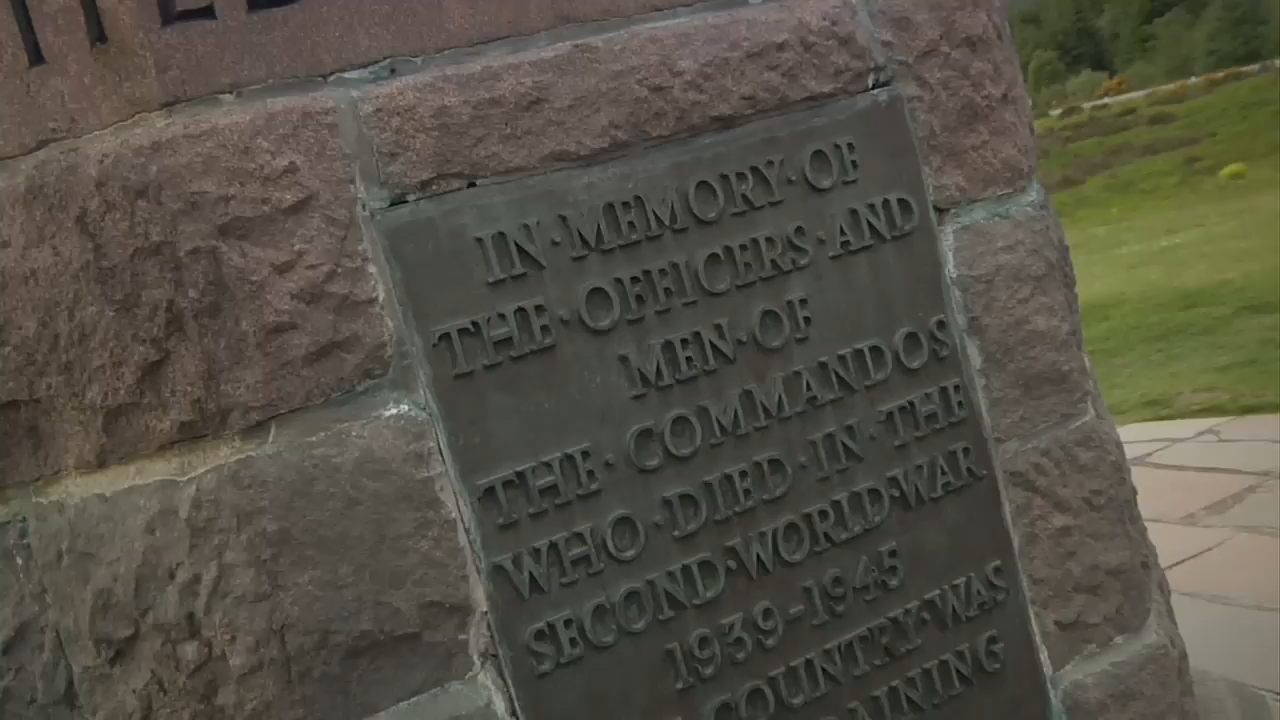 IN·MEMORY·OF
THE·OFFICERS·AND
MEN·OF
THE·COMMANDOS
WHO·DIED·IN·THE
SECOND·WORLD·WAR
1939-1945
COUNTRY·WAS